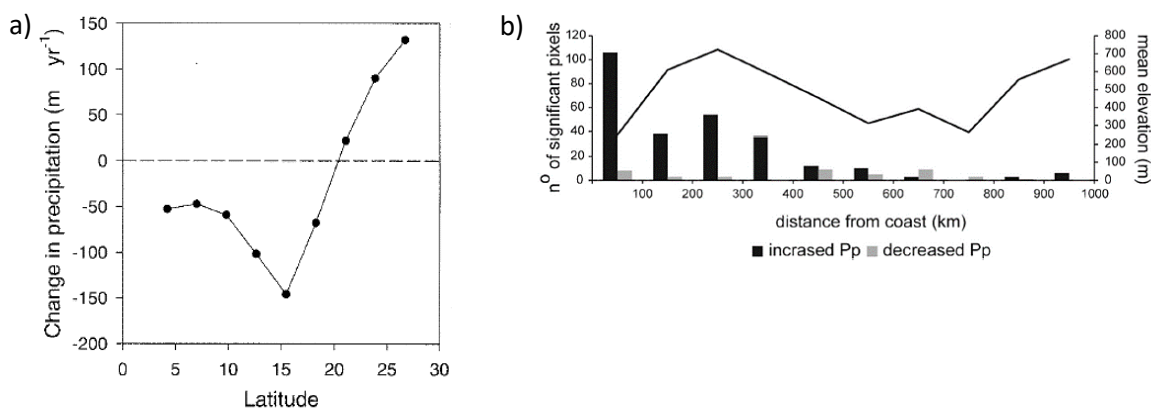 a)
Change in precipitation (m yr-1)
150
100
50
0
-50
-100
-150
-200
0 5 10 15 20 25 30
Latitude
b)
nº of significant pixels
120
100
80
60
40
20
0
mean elevation (m)
800
700
600
500
400
300
200
100
0
100 200 300 400 500 600 700 800 900 1000
distance from coast (km)
incrased Pp decreased Pp